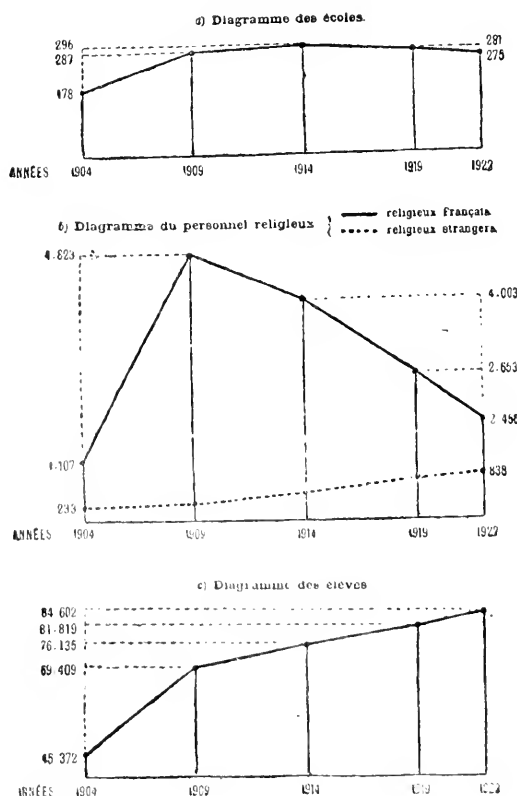 a) Diagramme des écoles.
296
287
178
281
275
ANNÉES 1904 1909 1914 1919 1923
b) Diagramme du personnel religieux
religieux français
religieux étrangers
4.823
4.003
2.653
1.107
838
233
ANNÉES 1904 1909 1914 1919 1923
c) Diagramme des élèves
84 602
81.819
76.135
69 409
45 372
ANNÉES 1904 1909 1914 1919 1923